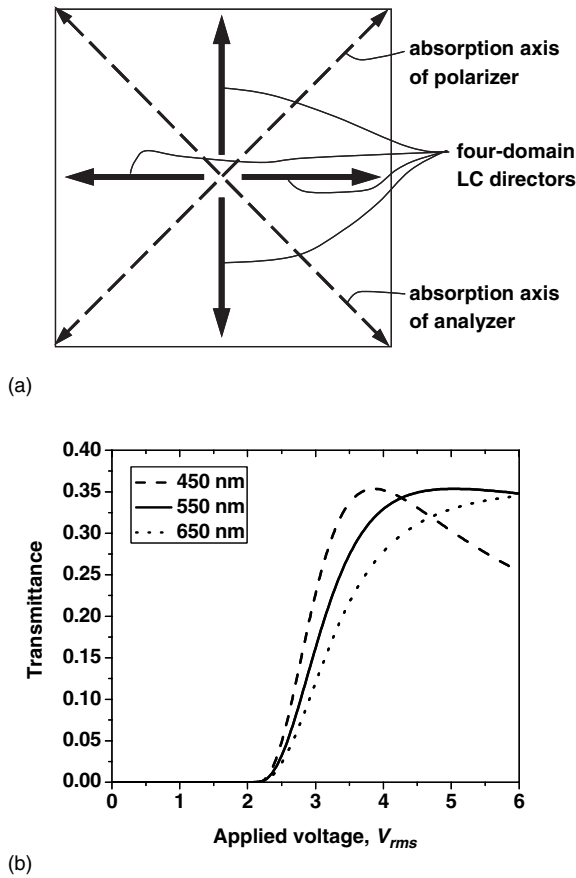 absorption axis
of polarizer
four-domain
LC directors
absorption axis
of analyzer
(a)
0.40
0.35
0.30
0.25
0.20
0.15
0.10
0.05
0.00
Transmittance
450 nm
550 nm
650 nm
0 1 2 3 4 5 6
Applied voltage, Vrms
(b)